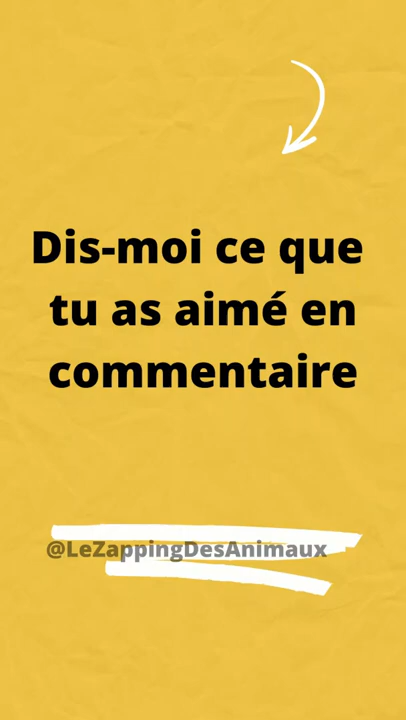 Dis-moi ce que
tu as aimé en
commentaire
@LeZappingDesAnimaux